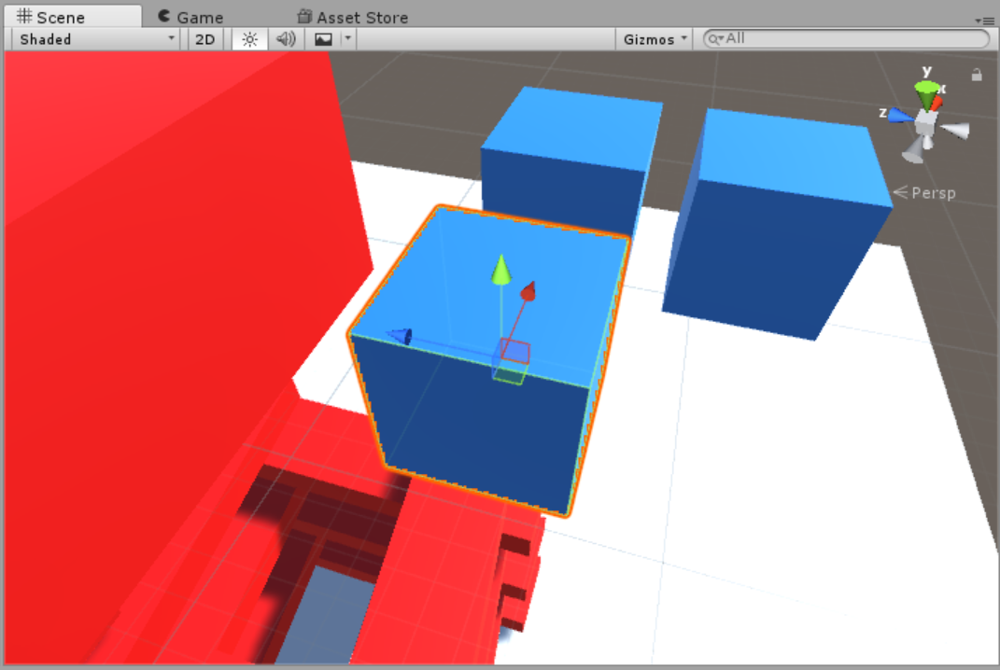 Scene Game Asset Store
Shaded 2D Gizmos All
y
x
z
Persp